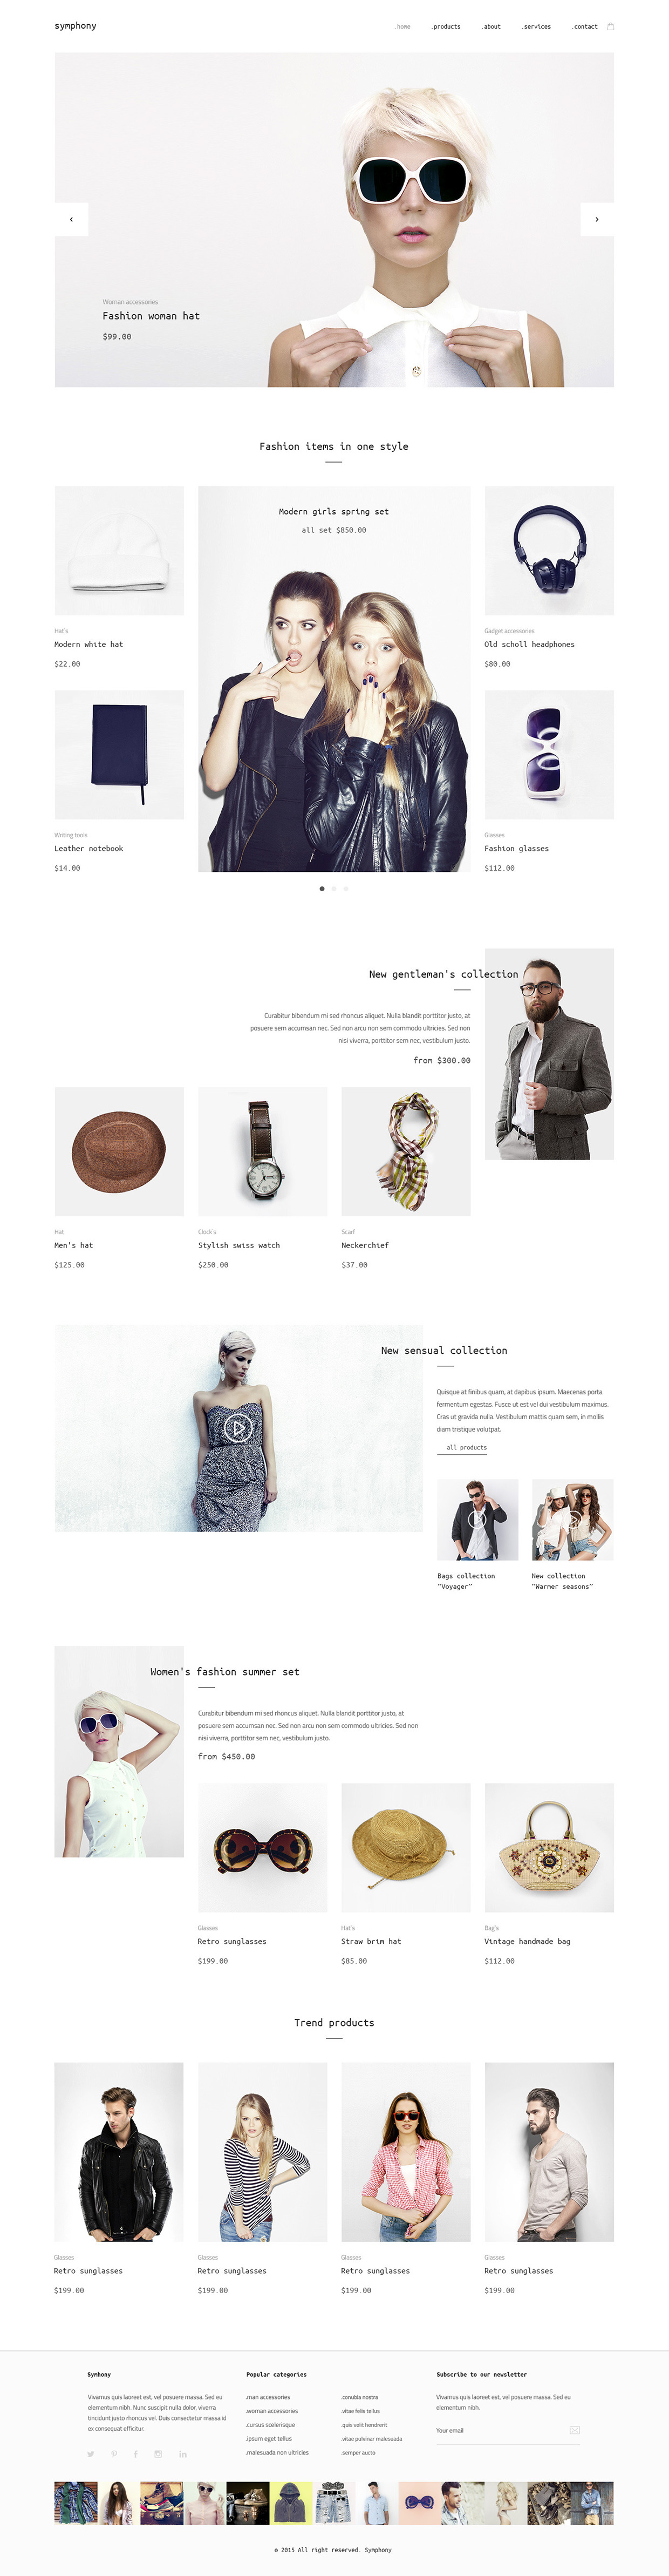 symphony
.home .products .about .services .contact
Woman accessories
Fashion woman hat
$99.00
Fashion items in one style
Modern girls spring set
all set $850.00
Hat's
Modern white hat
$22.00
Gadget accessories
Old scholl headphones
$80.00
Writing tools
Leather notebook
$14.00
Glasses
Fashion glasses
$112.00
New gentleman's collection
Curabitur bibendum mi sed rhoncus aliquet. Nulla blandit porttitor justo, at
posuere sem accumsan nec. Sed non arcu non sem commodo ultricies. Sed non
nisi viverra, porttitor sem nec, vestibulum justo.
from $300.00
Hat
Men's hat
$125.00
Clock's
Stylish swiss watch
$250.00
Scarf
Neckerchief
$37.00
New sensual collection
Quisque at finibus quam, at dapibus ipsum. Maecenas porta
fermentum egestas. Fusce ut est vel dui vestibulum maximus.
Cras ut gravida nulla. Vestibulum mattis quam sem, in mollis
diam tristique volutpat.
all products
Bags collection
"Voyager"
New collection
"Warmer seasons"
Women's fashion summer set
Curabitur bibendum mi sed rhoncus aliquet. Nulla blandit porttitor justo, at
posuere sem accumsan nec. Sed non arcu non sem commodo ultricies. Sed non
nisi viverra, porttitor sem nec, vestibulum justo.
from $450.00
Glasses
Retro sunglasses
$199.00
Hat's
Straw brim hat
$85.00
Bag's
Vintage handmade bag
$112.00
Trend products
Glasses
Retro sunglasses
$199.00
Glasses
Retro sunglasses
$199.00
Glasses
Retro sunglasses
$199.00
Glasses
Retro sunglasses
$199.00
Symhony
Vivamus quis laoreet est, vel posuere massa. Sed eu
elementum nibh. Nunc suscipit nulla dolor, viverra
tincidunt justo rhoncus vel. Duis consectetur massa id
ex consequat efficitur.
Popular categories
.man accessories
.woman accessories
.cursus scelerisque
.ipsum eget tellus
.malesuada non ultricies
.conubia nostra
.vitae felis tellus
.quis velit hendrerit
.vitae pulvinar malesuada
.semper aucto
Subscribe to our newsletter
Vivamus quis laoreet est, vel posuere massa. Sed eu
elementum nibh.
Your email
© 2015 All right reserved. Symphony